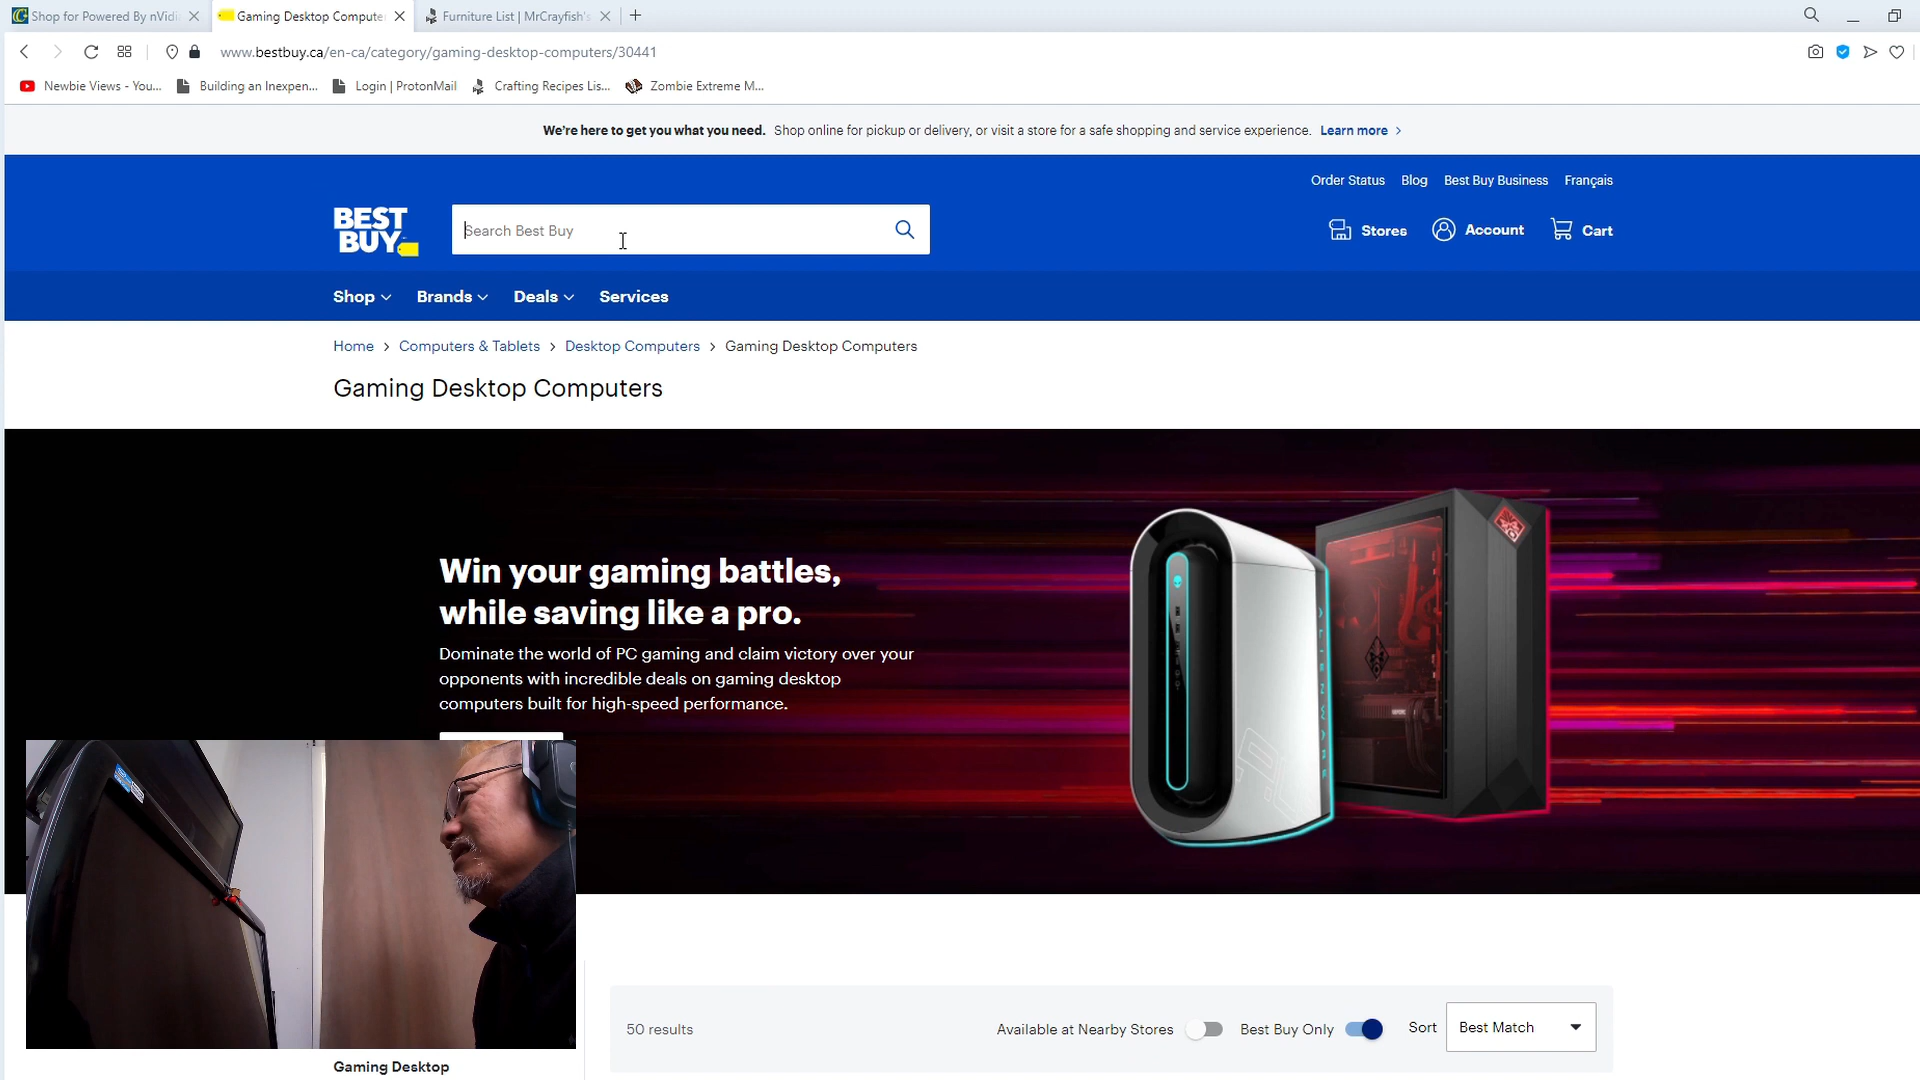 Shop for Powered By nVidi
Gaming Desktop Compute
Furniture List | MrCrayfish's
www.bestbuy.ca/en-ca/category/gaming-desktop-computers/30441
Newbie Views - You...
Building an Inexpen...
Login | ProtonMail
Crafting Recipes Lis...
Zombie Extreme M...
We're here to get you what you need. Shop online for pickup or delivery, or visit a store for a safe shopping and service experience. Learn more
Order Status Blog Best Buy Business Français
BEST
BUY
Search Best Buy
Stores Account Cart
Shop Brands Deals Services
Home > Computers & Tablets > Desktop Computers > Gaming Desktop Computers
Gaming Desktop Computers
Win your gaming battles,
while saving like a pro.
Dominate the world of PC gaming and claim victory over your
opponents with incredible deals on gaming desktop
computers built for high-speed performance.
ALIENWARE
50 results
Available at Nearby Stores
Best Buy Only
Sort
Best Match
Gaming Desktop